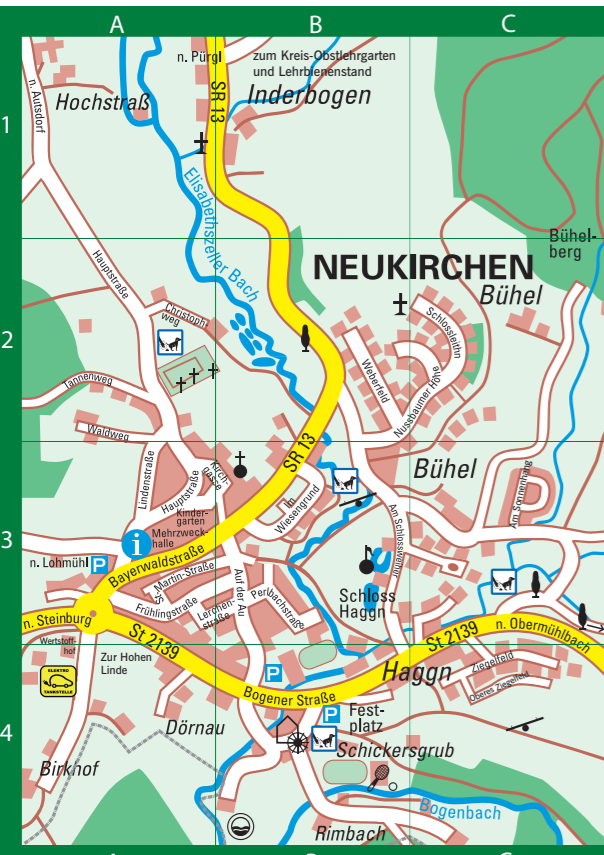 A
B
C
1
n. Pürgl
zum Kreis-Obstlehrgarten
und Lehrbienenstand
Hochstraß
Inderbogen
n. Autsdorf
SR 13
Elisabethszeller Bach
Bühel-
berg
NEUKIRCHEN
Bühel
Hauptstraße
2
Christoph-
weg
Schlossleithn
Weberfeld
Nussbaumer Höhe
Tannenweg
Waldweg
SR 13
Bühel
Lindenstraße
Hauptstraße
Kirch-
gasse
Im
Wiesengrund
Am Schlossweiher
Am Sonnenhang
3
Kinder-
garten
Mehrzweck-
halle
i
n. Lohmühl
P
Bayerwaldstraße
St.-Martin-Straße
Frühlingstraße
Lerchen-
straße
Auf der Au
Perlbachstraße
Schloss
Haggn
n. Steinburg
St 2139
St 2139
n. Obermühlbach
Wertstoff-
hof
ELEKTRO
TANKSTELLE
Zur Hohen
Linde
P
Haggn
Ziegelfeld
Oberes Ziegelfeld
Bogener Straße
4
Dörnau
P
Fest-
platz
Schickersgrub
Birkhof
Bogenbach
Rimbach
A
B
C